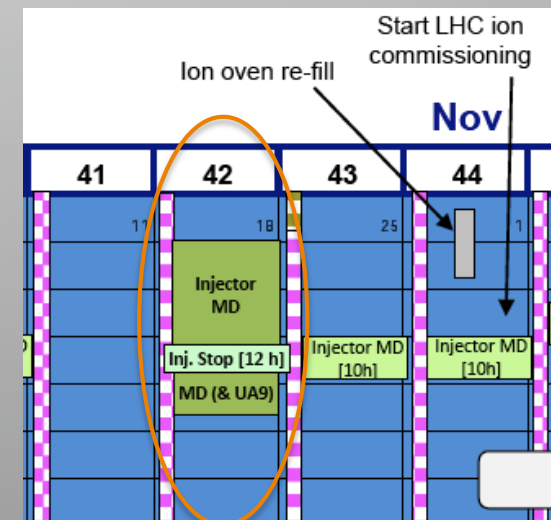 Start LHC ion
commissioning
Ion oven re-fill
Nov
41 42 43 44
11 18 25 1
Injector
MD
Inj. Stop [12 h]
Injector MD
[10h]
Injector MD
[10h]
MD (& UA9)